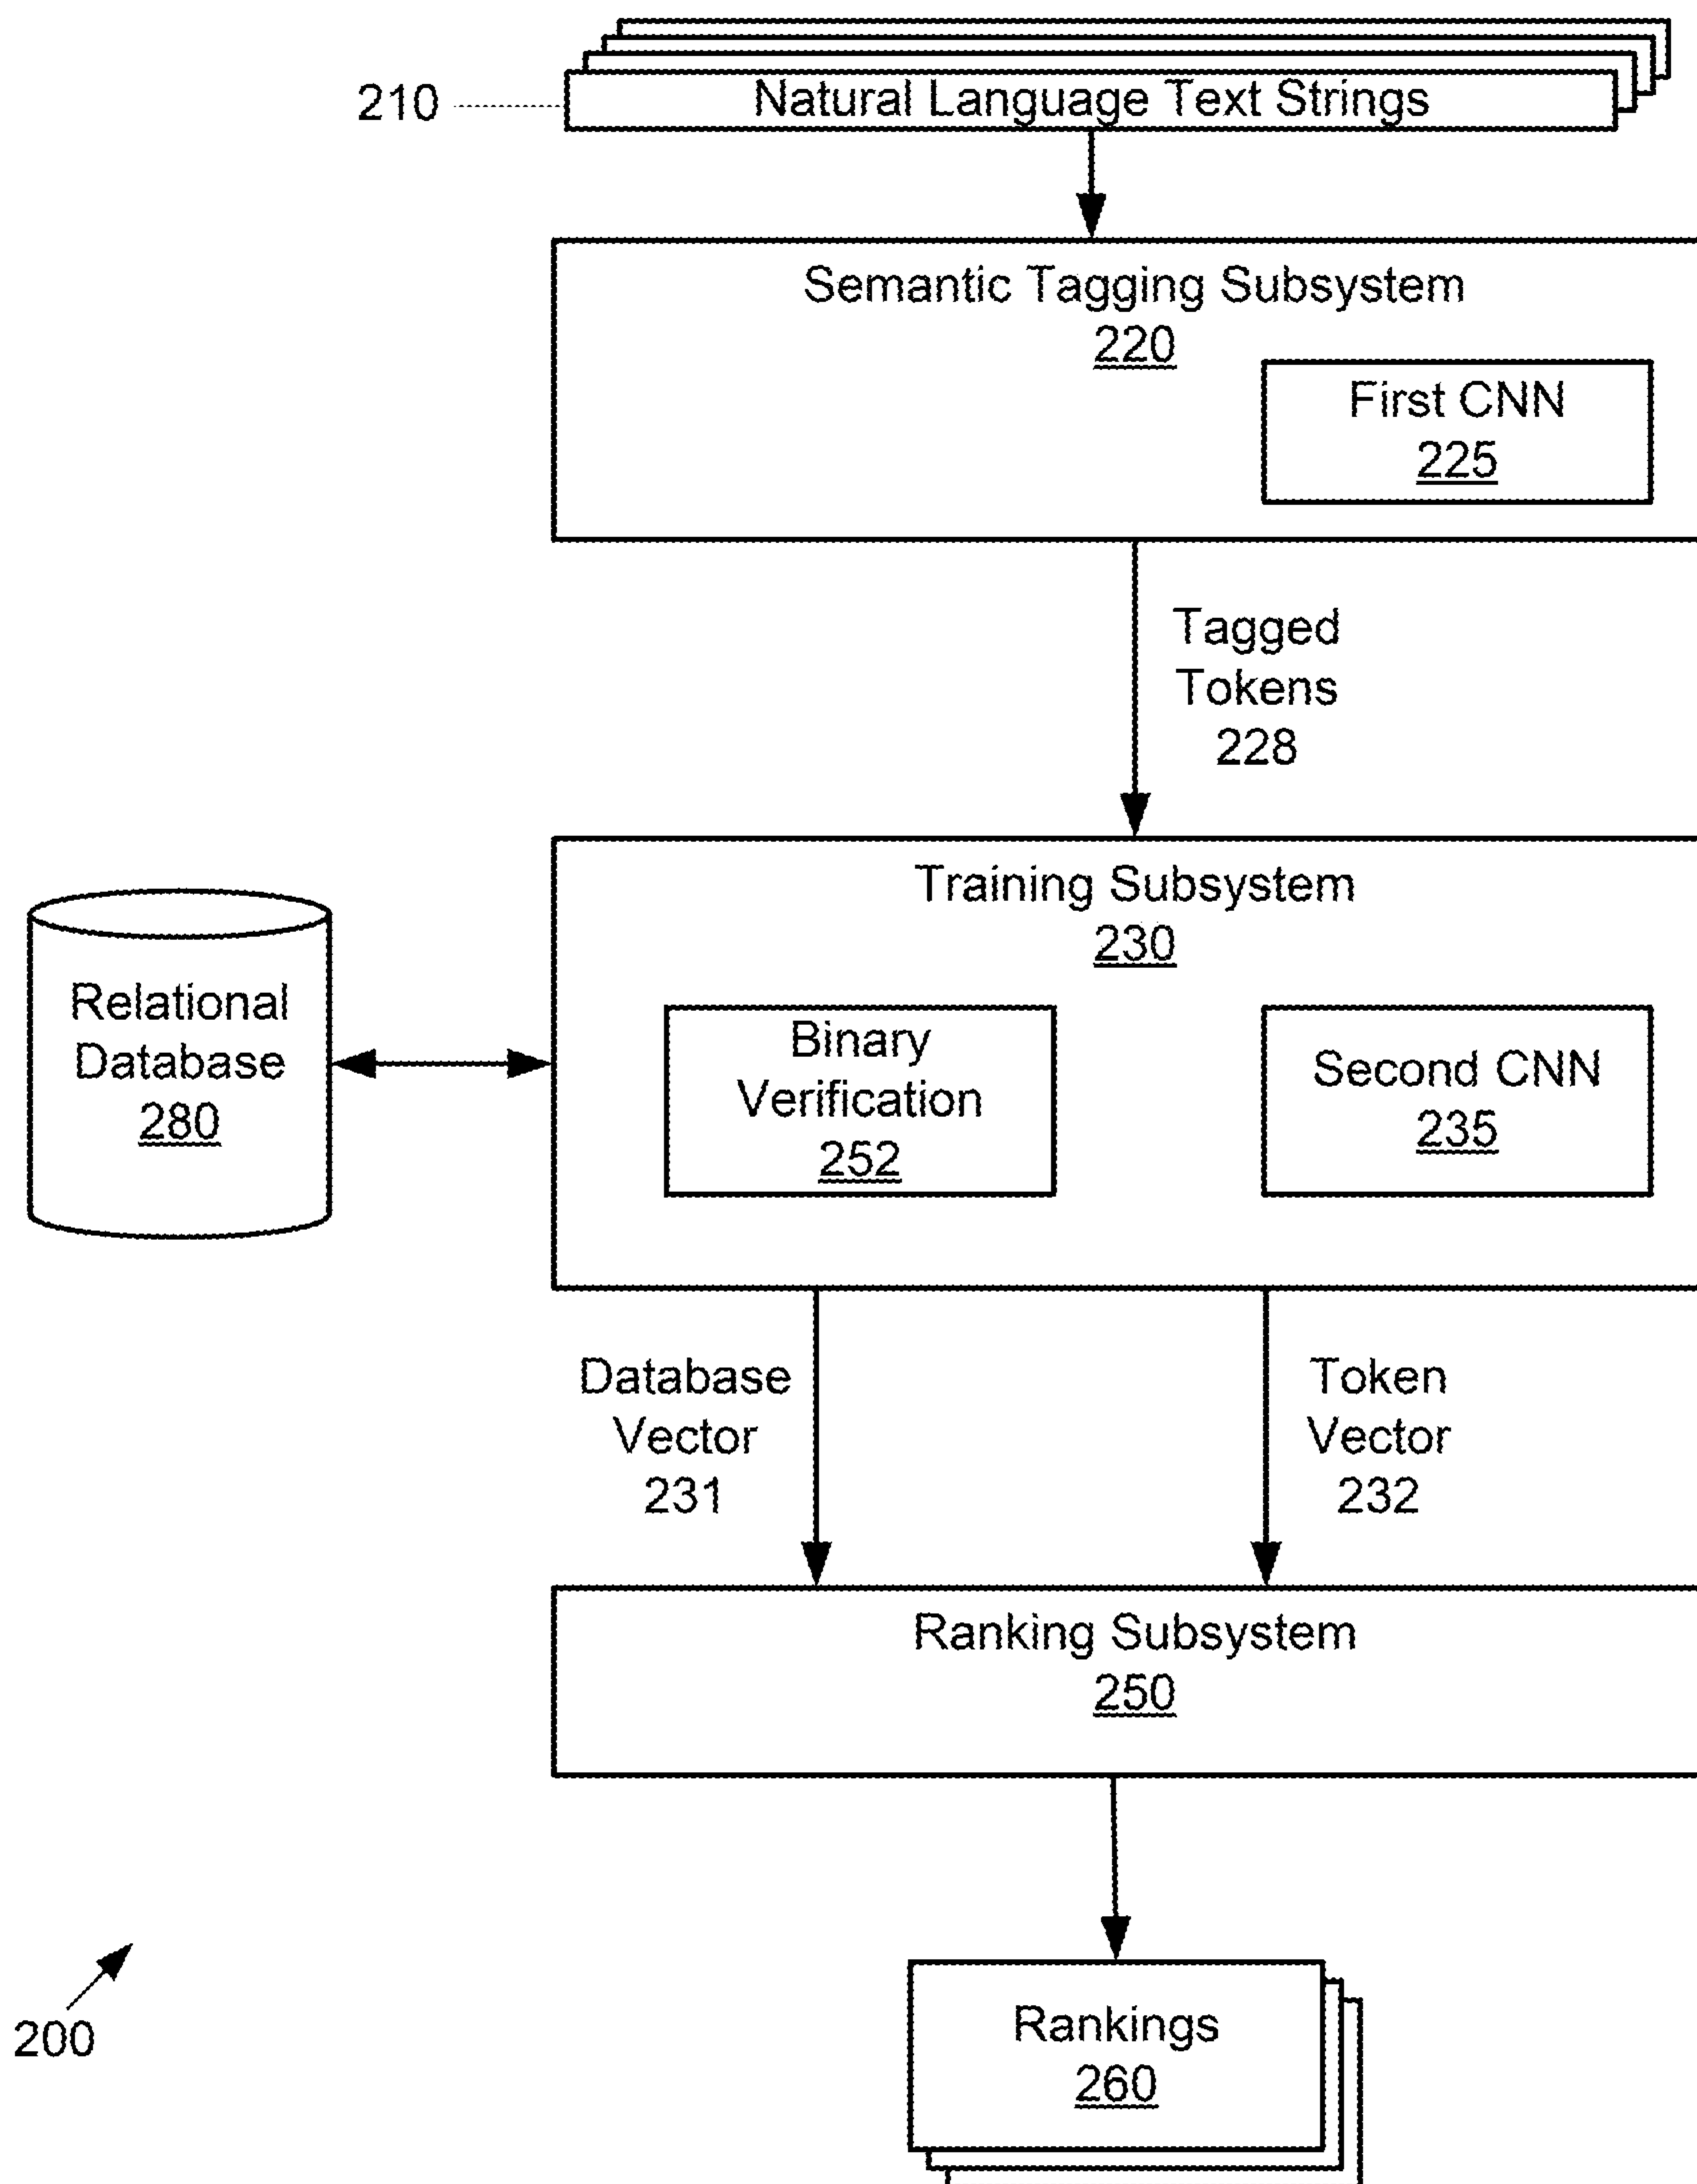 210
Natural Language Text Strings
Semantic Tagging Subsystem
220
First CNN
225
Tagged
Tokens
228
Training Subsystem
230
Relational
Database
280
Binary
Verification
252
Second CNN
235
Database
Vector
231
Token
Vector
232
Ranking Subsystem
250
Rankings
260
200